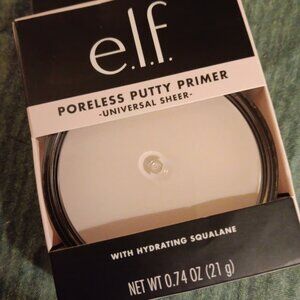 e.l.f.
PORELESS PUTTY PRIMER
-UNIVERSAL SHEER-
WITH HYDRATING SQUALANE
NET WT 0.74 OZ (21 g)